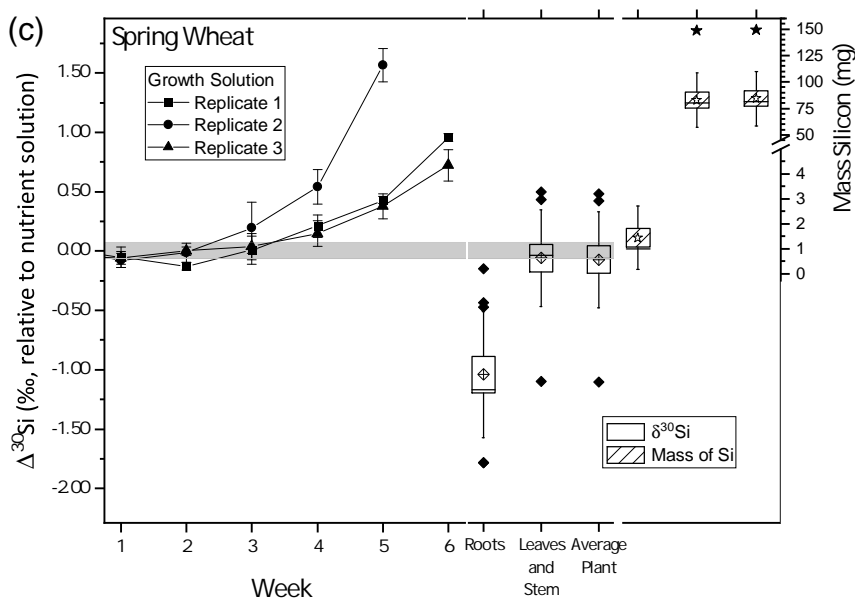 (c)
Spring Wheat
Growth Solution
Replicate 1
Replicate 2
Replicate 3
Δ³⁰Si (‰, relative to nutrient solution)
1.50
1.00
0.50
0.00
-0.50
-1.00
-1.50
-2.00
1 2 3 4 5 6
Week
Roots
Leaves and Stem
Average Plant
δ³⁰Si
Mass of Si
150
100
75
50
4
3
2
1
0
Mass Silicon (mg)